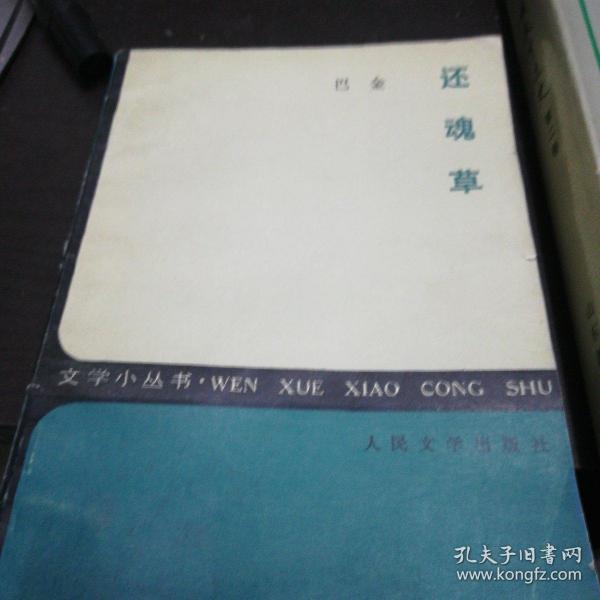 还魂草
巴金
文学小丛书·WEN XUE XIAO CONG SHU
人民文学出版社
孔夫子旧书网
www.kongfz.com